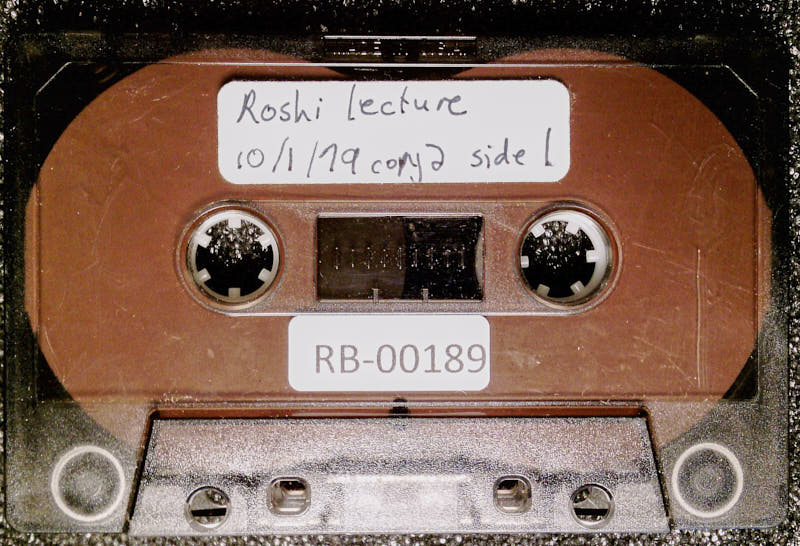 Roshi lecture
10/1/79 copy 2 side 1
RB-00189